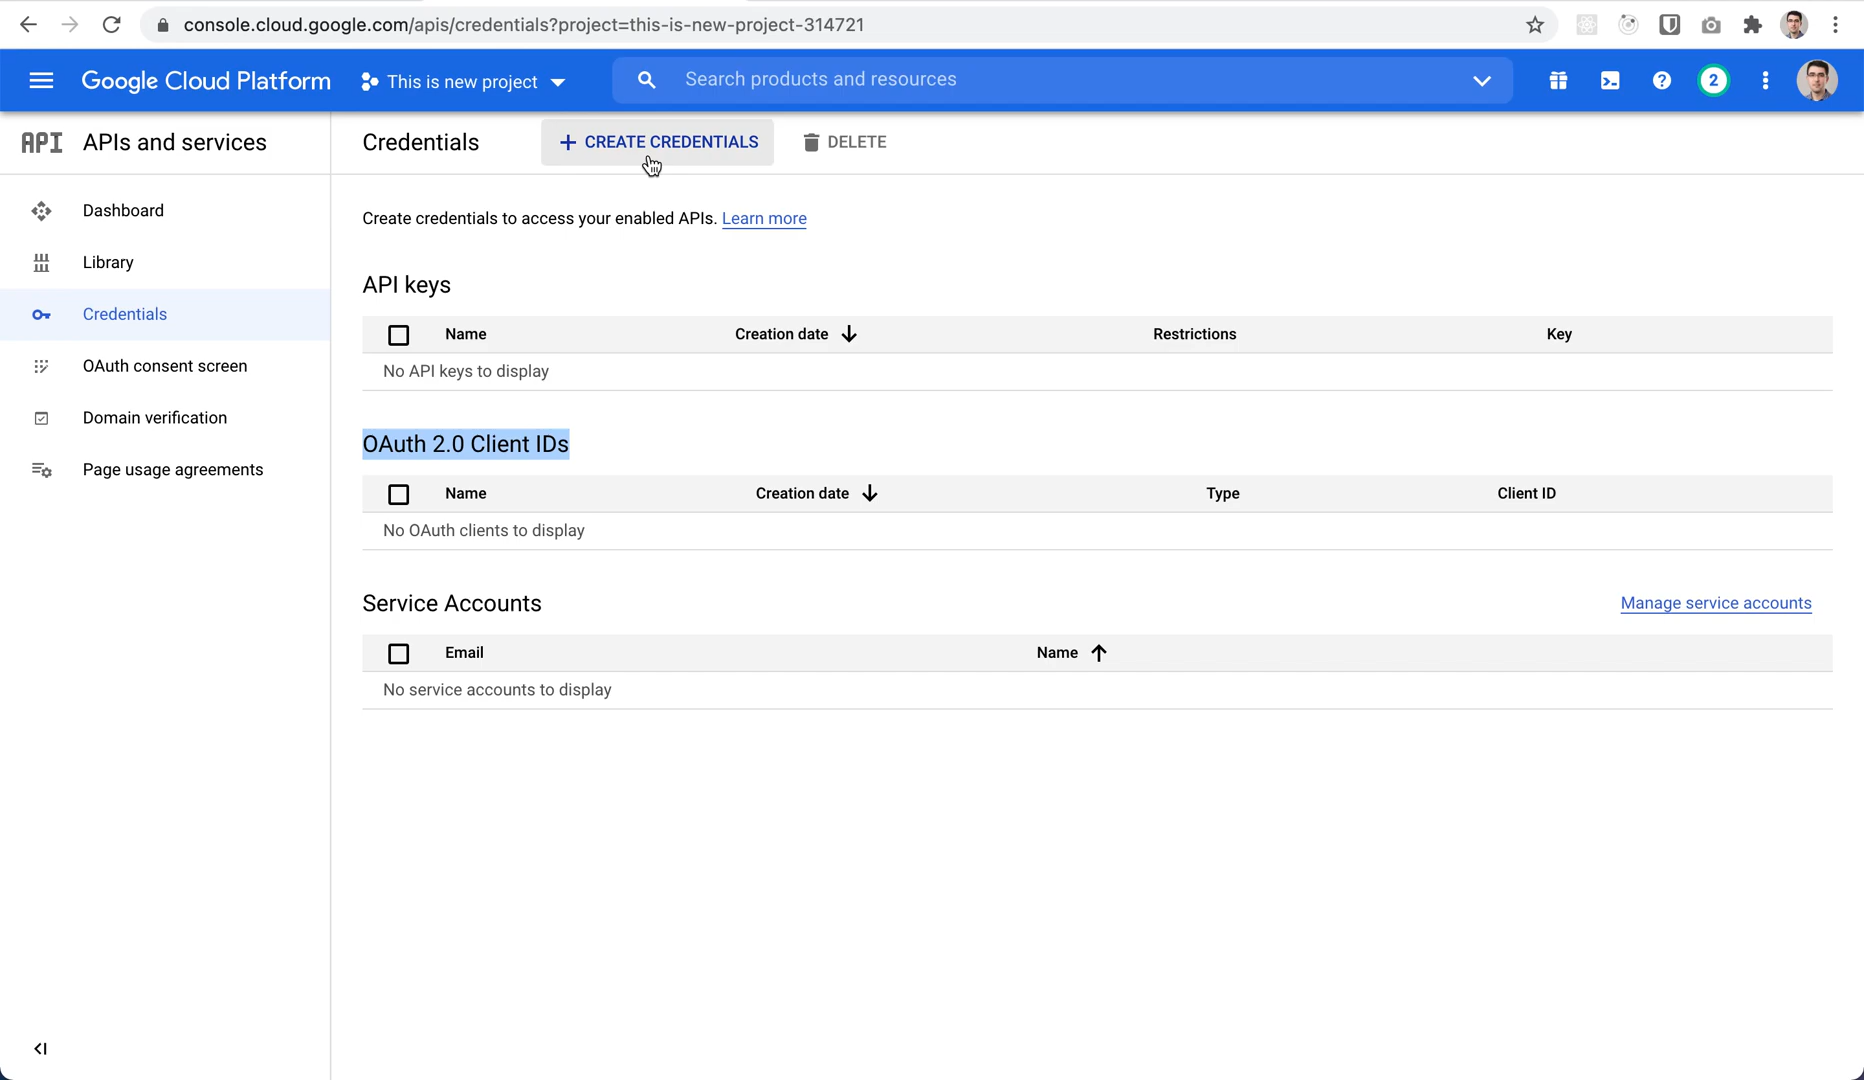 console.cloud.google.com/apis/credentials?project=this-is-new-project-314721
Google Cloud Platform
This is new project
Search products and resources
2
API APIs and services
Credentials
+ CREATE CREDENTIALS
DELETE
Dashboard
Library
Credentials
OAuth consent screen
Domain verification
Page usage agreements
Create credentials to access your enabled APIs. Learn more
API keys
Name Creation date Restrictions Key
No API keys to display
OAuth 2.0 Client IDs
Name Creation date Type Client ID
No OAuth clients to display
Service Accounts Manage service accounts
Email Name
No service accounts to display